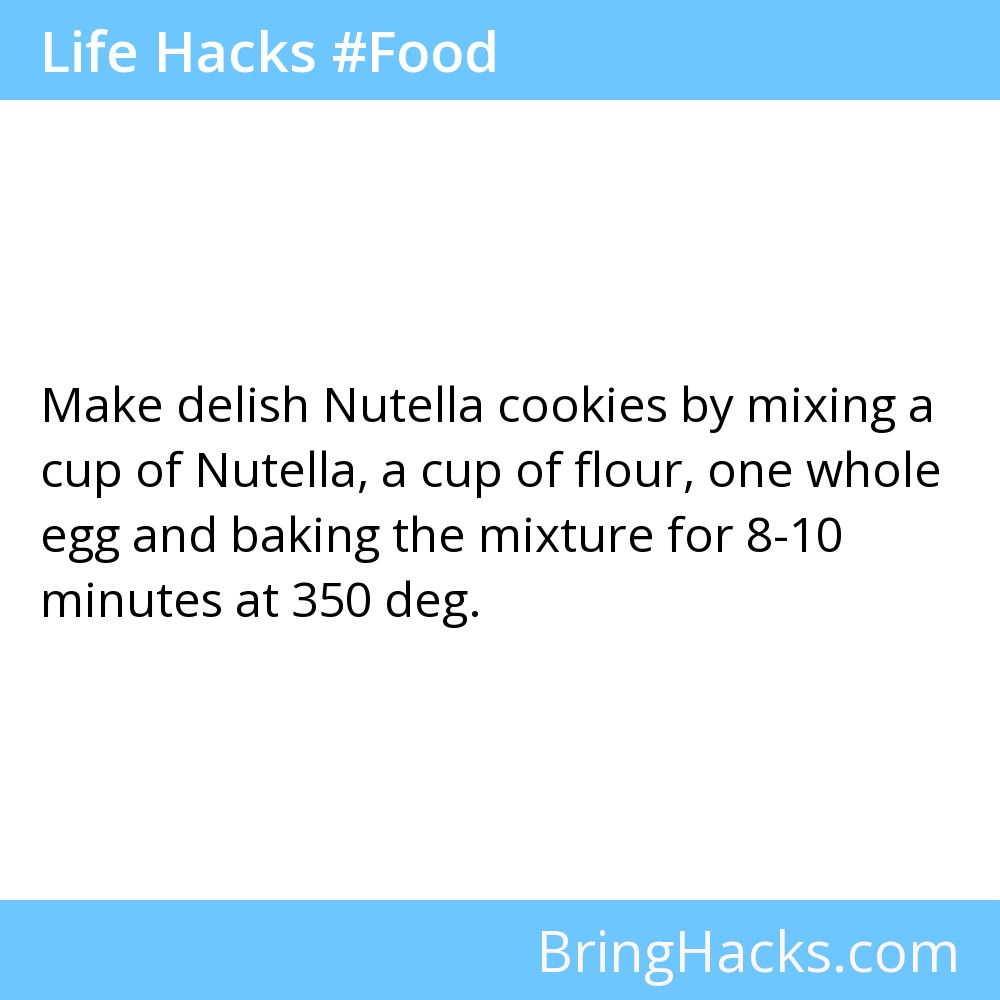 Life Hacks #Food
Make delish Nutella cookies by mixing a
cup of Nutella, a cup of flour, one whole
egg and baking the mixture for 8-10
minutes at 350 deg.
BringHacks.com